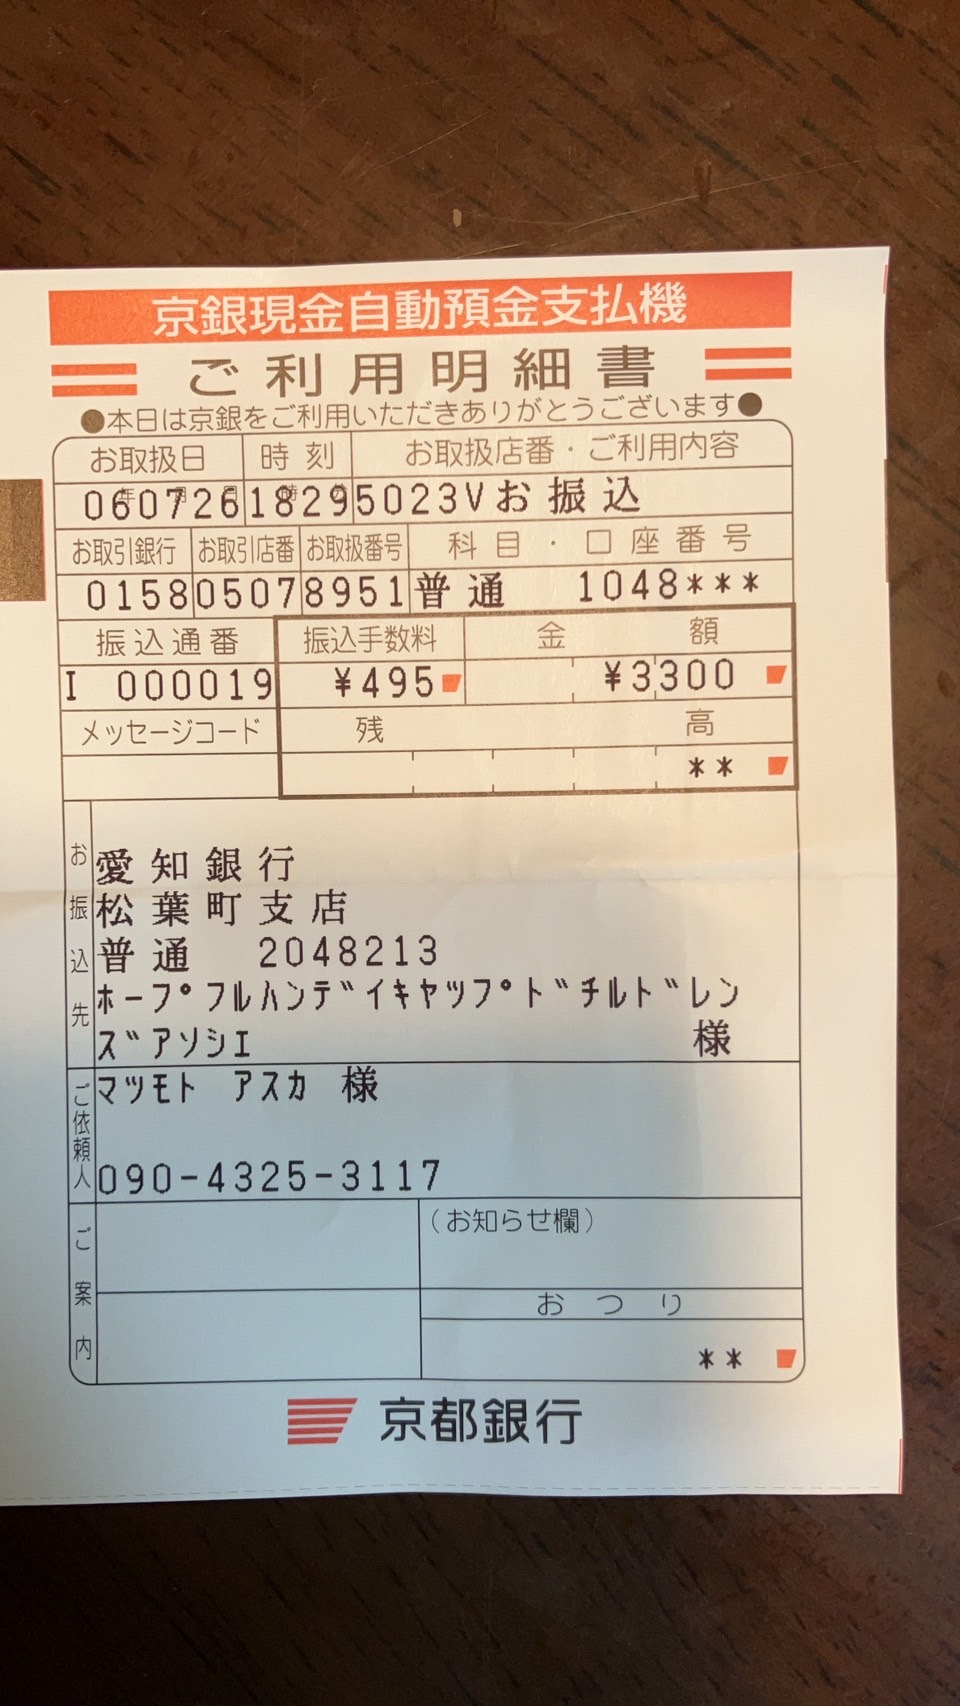 京銀現金自動預金支払機
ご利用明細書
●本日は京銀をご利用いただきありがとうございます●
お取扱日 時刻 お取扱店番・ご利用内容
060726 1829 5023Vお振込
お取引銀行 お取引店番 お取扱番号 科目・口座番号
0158 0507 8951 普通 1048***
振込通番 振込手数料 金額
I 000019 ¥495 ¥3300
メッセージコード 残高
**
お振込先
愛知銀行
松葉町支店
普通 2048213
ホープフルハンディキャップドチルドレン
ズアソシエ 様
ご依頼人
マツモト アスカ 様
090-4325-3117
ご案内
(お知らせ欄)
おつり
**
京都銀行